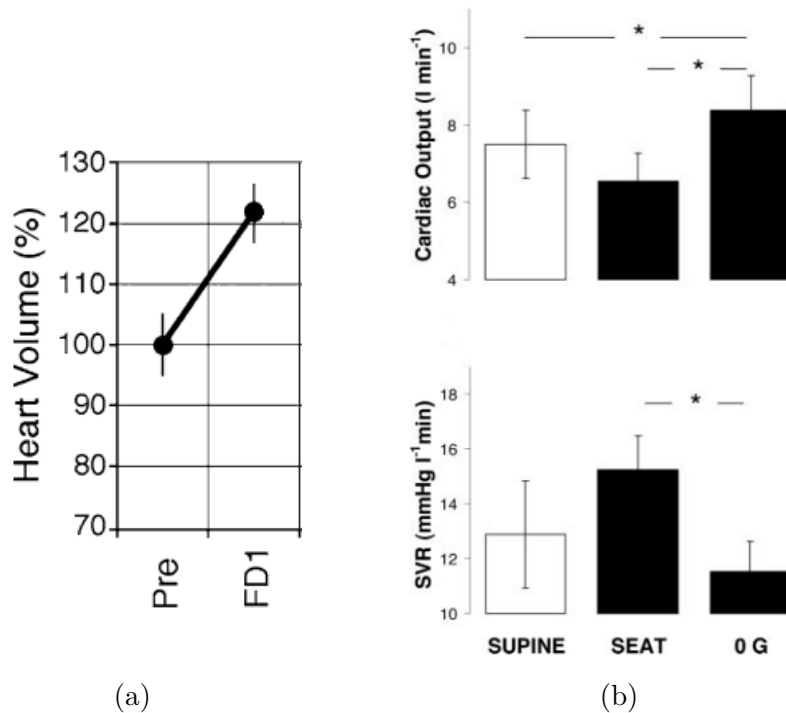 Heart Volume (%)
130
120
110
100
90
80
70
Pre
FD1
(a)
Cardiac Output (l min⁻¹)
10
8
6
4
*
*
SVR (mmHg l⁻¹min)
18
16
14
12
10
*
SUPINE
SEAT
0 G
(b)